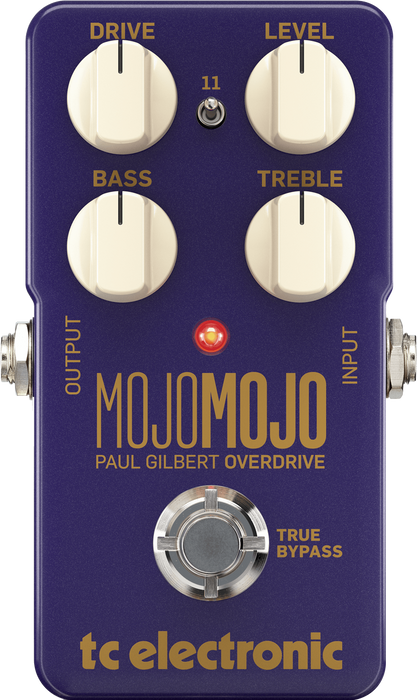 DRIVE
LEVEL
11
BASS
TREBLE
OUTPUT
INPUT
MOJOMOJO
PAUL GILBERT OVERDRIVE
TRUE
BYPASS
tc electronic